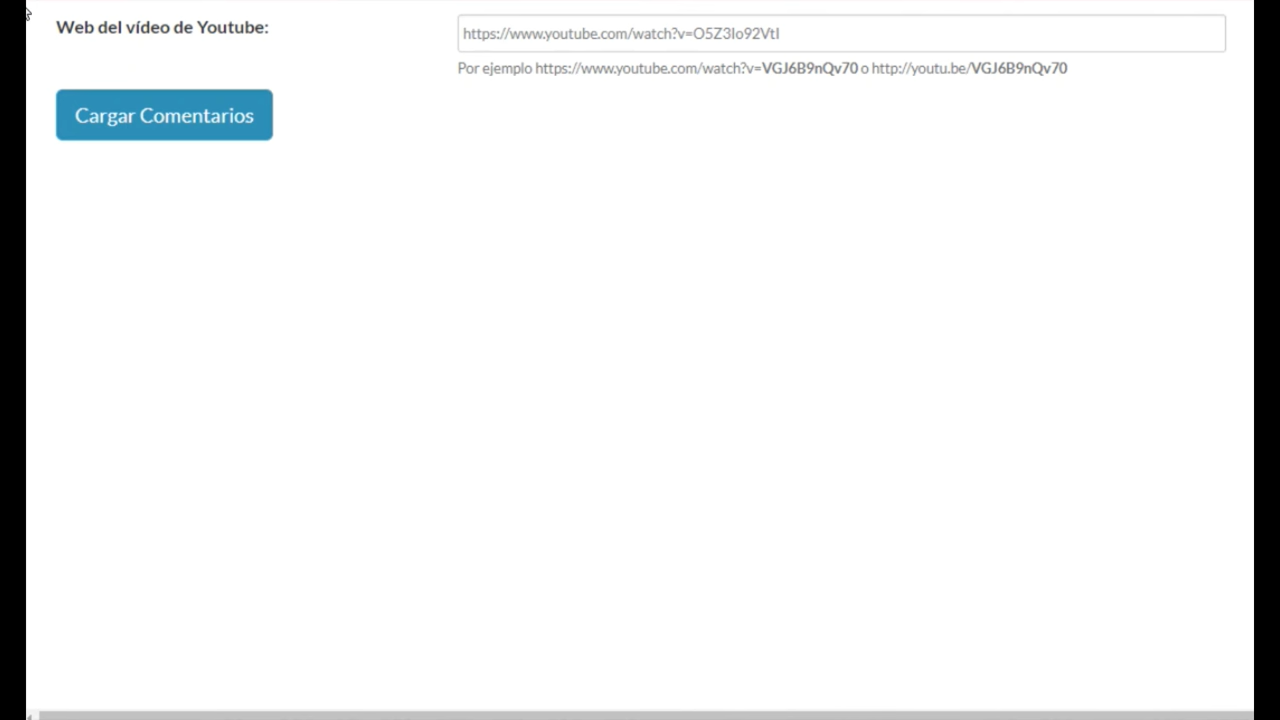 Web del vídeo de Youtube:
https://www.youtube.com/watch?v=O5Z3Io92VtI
Por ejemplo https://www.youtube.com/watch?v=VGJ6B9nQv70 o http://youtu.be/VGJ6B9nQv70
Cargar Comentarios